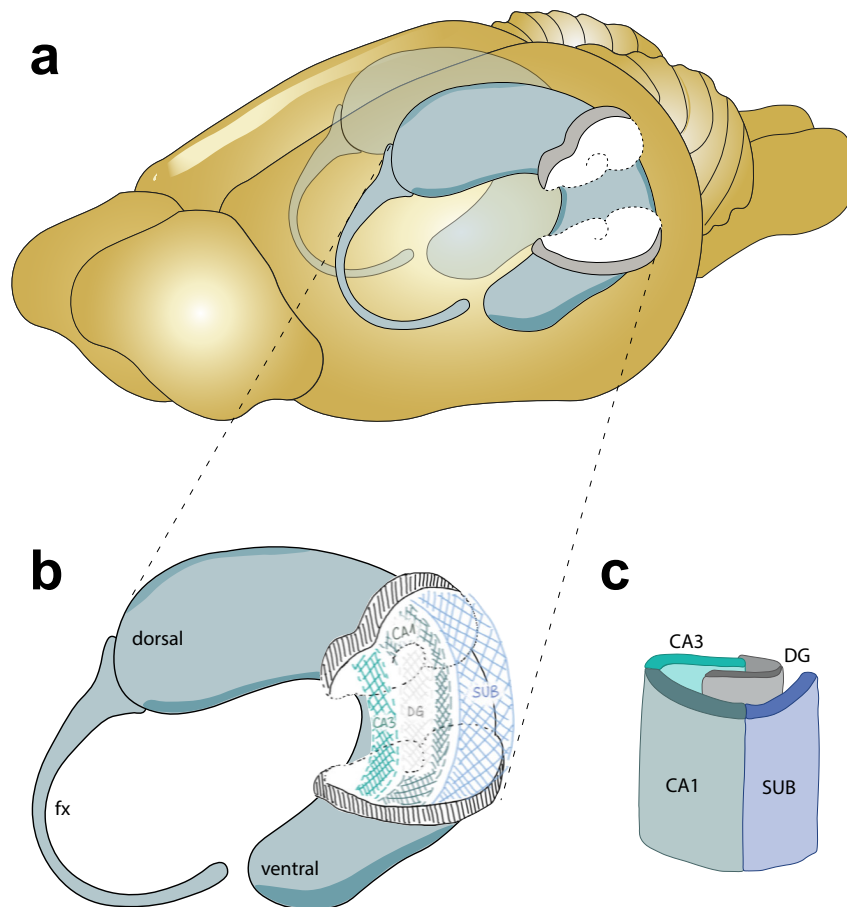 a
b
c
dorsal
CA1
CA3
DG
SUB
fx
ventral
CA3
DG
CA1
SUB